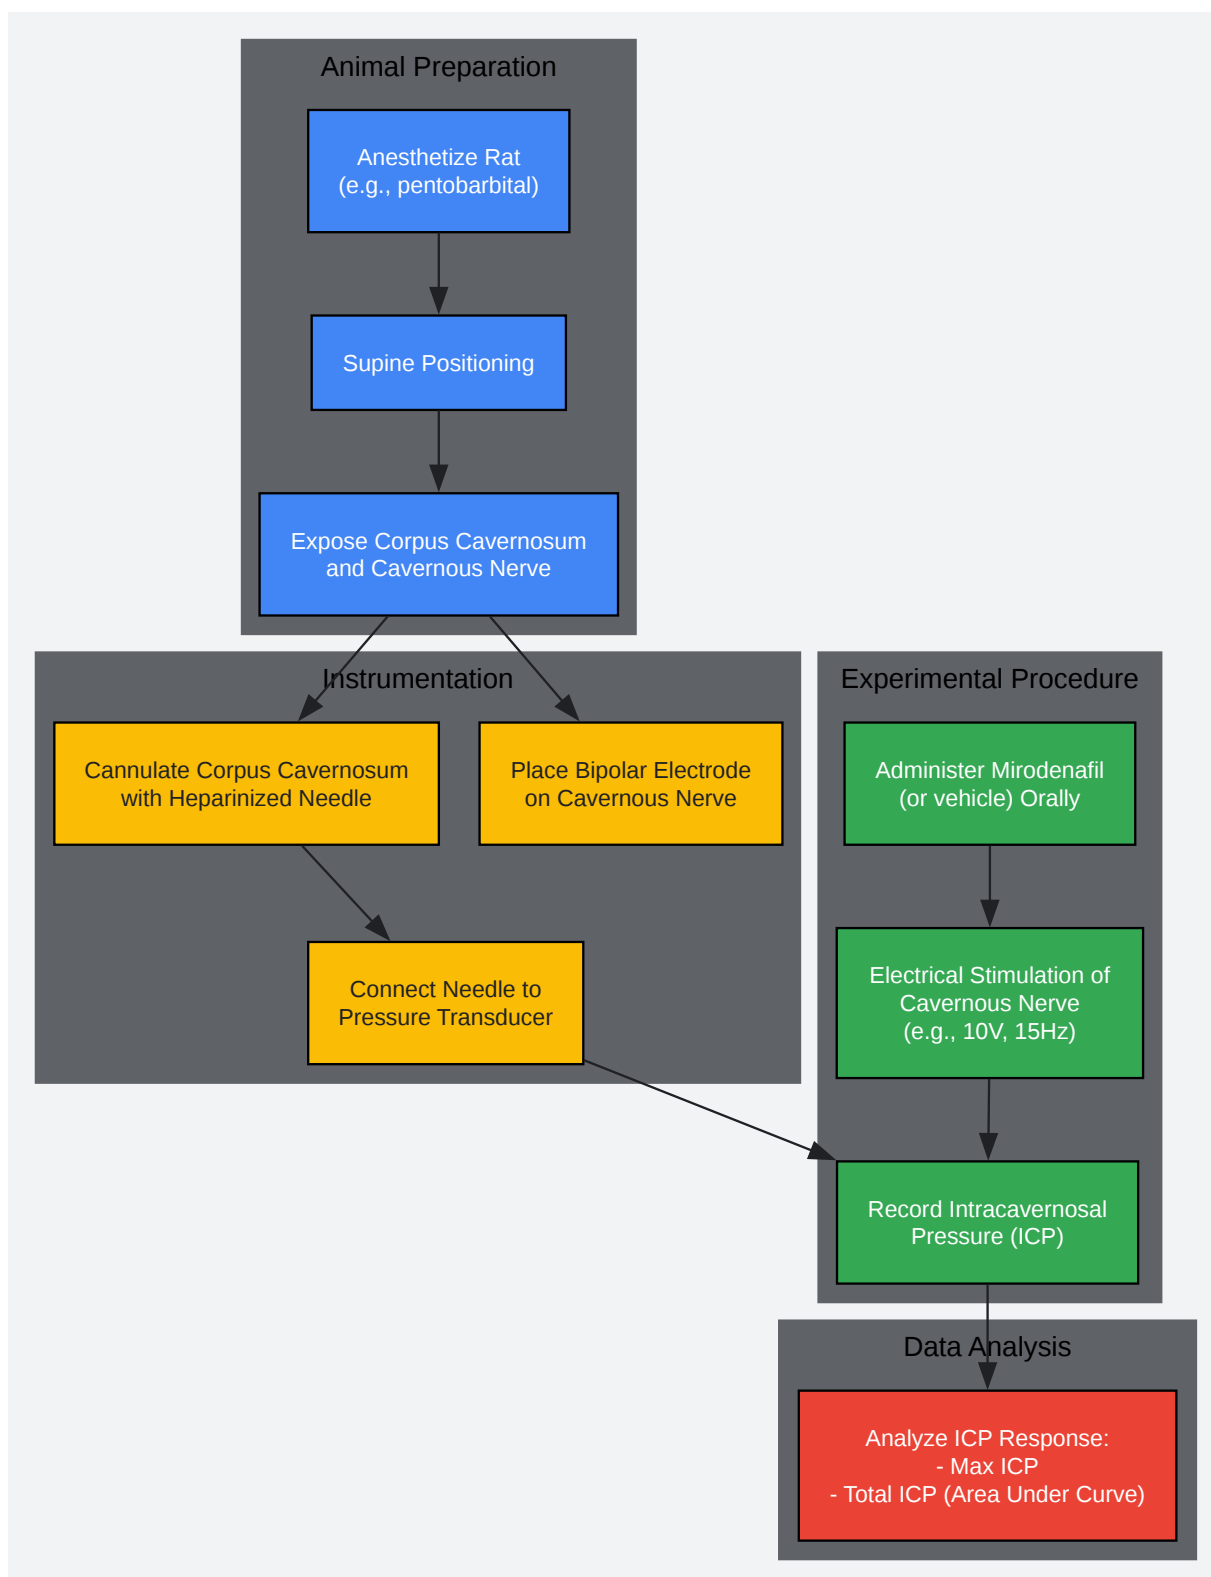 Animal Preparation
Anesthetize Rat
(e.g., pentobarbital)
Supine Positioning
Expose Corpus Cavernosum
and Cavernous Nerve
Instrumentation
Cannulate Corpus Cavernosum
with Heparinized Needle
Place Bipolar Electrode
on Cavernous Nerve
Connect Needle to
Pressure Transducer
Experimental Procedure
Administer Mirodenafil
(or vehicle) Orally
Electrical Stimulation of
Cavernous Nerve
(e.g., 10V, 15Hz)
Record Intracavernosal
Pressure (ICP)
Data Analysis
Analyze ICP Response:
- Max ICP
- Total ICP (Area Under Curve)